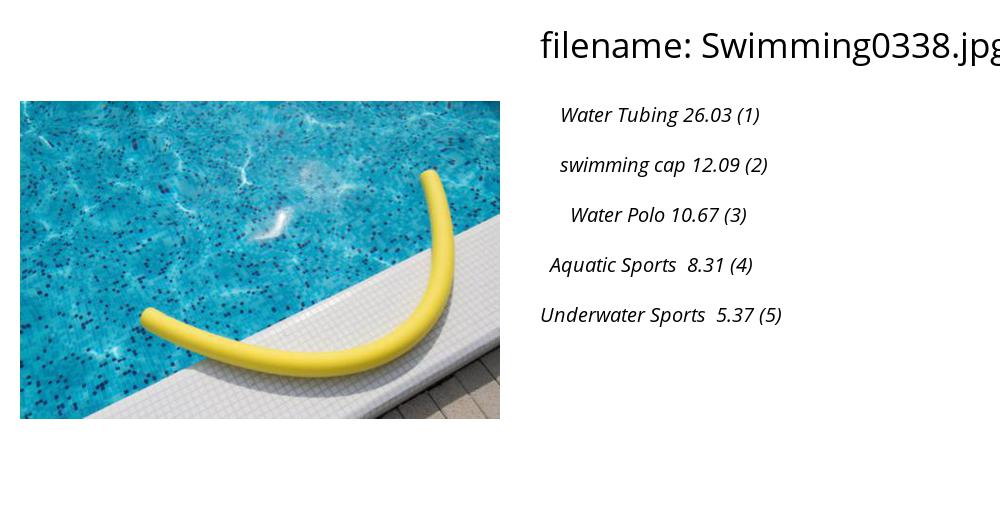 filename: Swimming0338.jpg
Water Tubing 26.03 (1)
swimming cap 12.09 (2)
Water Polo 10.67 (3)
Aquatic Sports 8.31 (4)
Underwater Sports 5.37 (5)